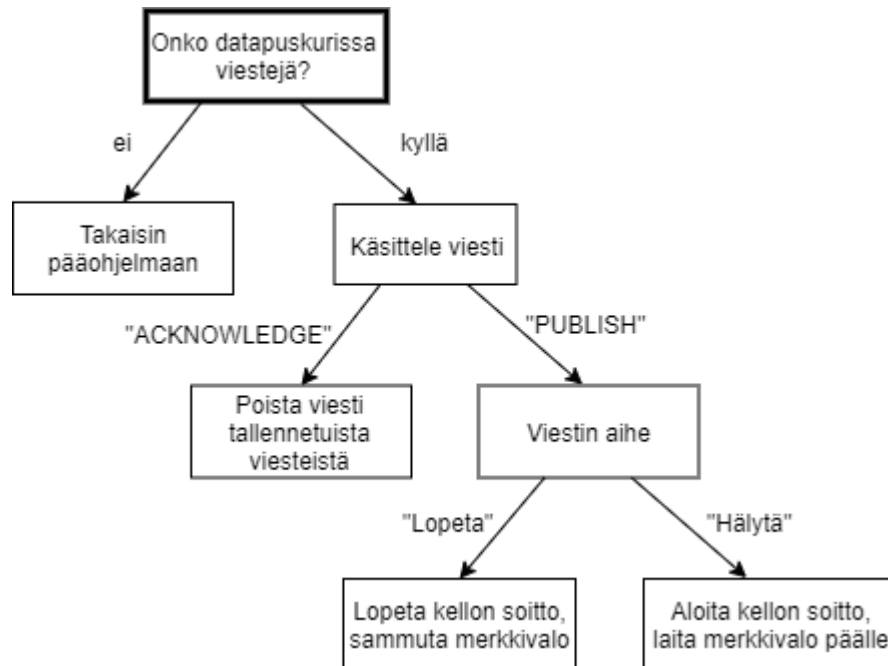 Onko datapuskurissa
viestejä?
ei
kyllä
Takaisin
pääohjelmaan
Käsittele viesti
"ACKNOWLEDGE"
"PUBLISH"
Poista viesti
tallennetuista
viesteistä
Viestin aihe
"Lopeta"
"Hälytä"
Lopeta kellon soitto,
sammuta merkkivalo
Aloita kellon soitto,
laita merkkivalo päälle